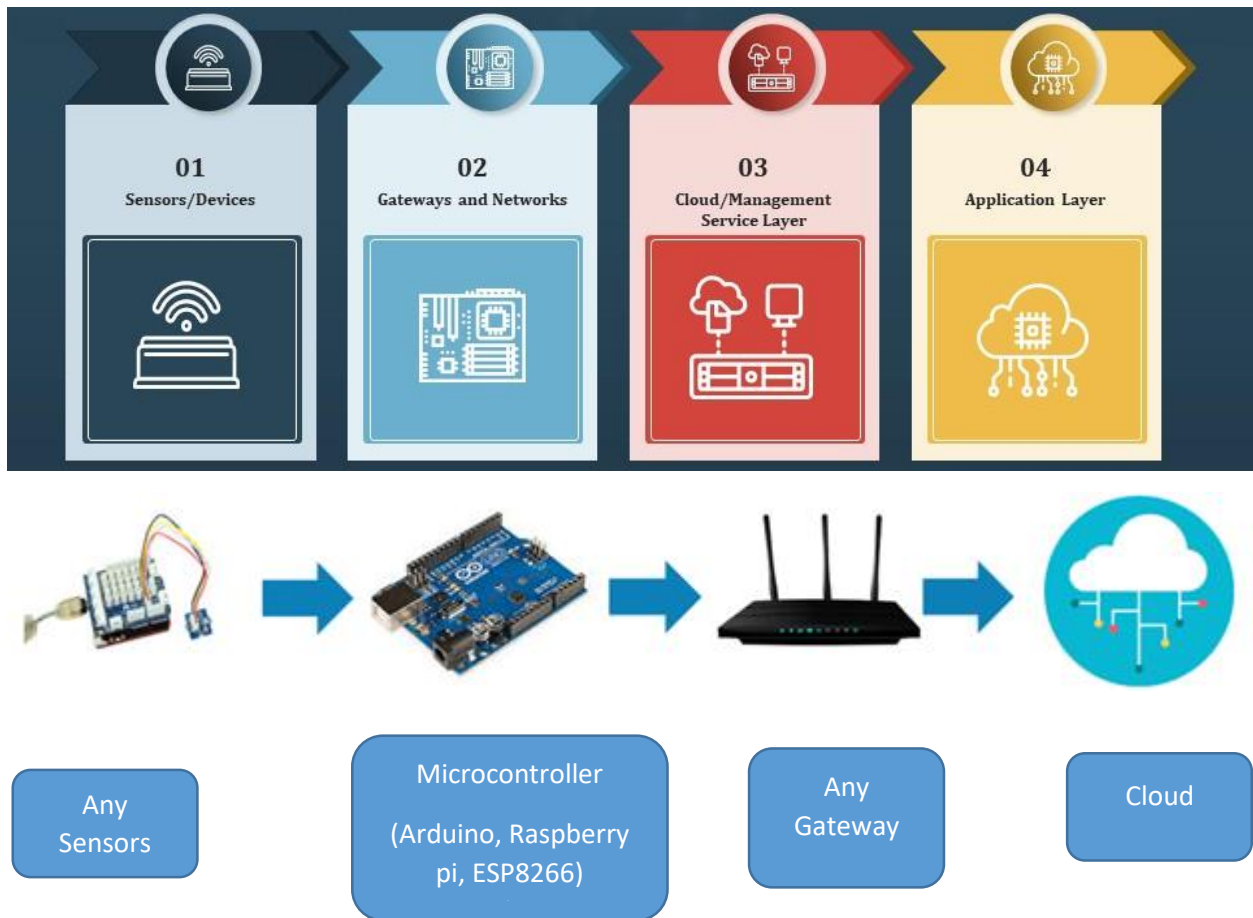 01
Sensors/Devices
02
Gateways and Networks
03
Cloud/Management
Service Layer
04
Application Layer
Any
Sensors
Microcontroller
(Arduino, Raspberry
pi, ESP8266)
Any
Gateway
Cloud